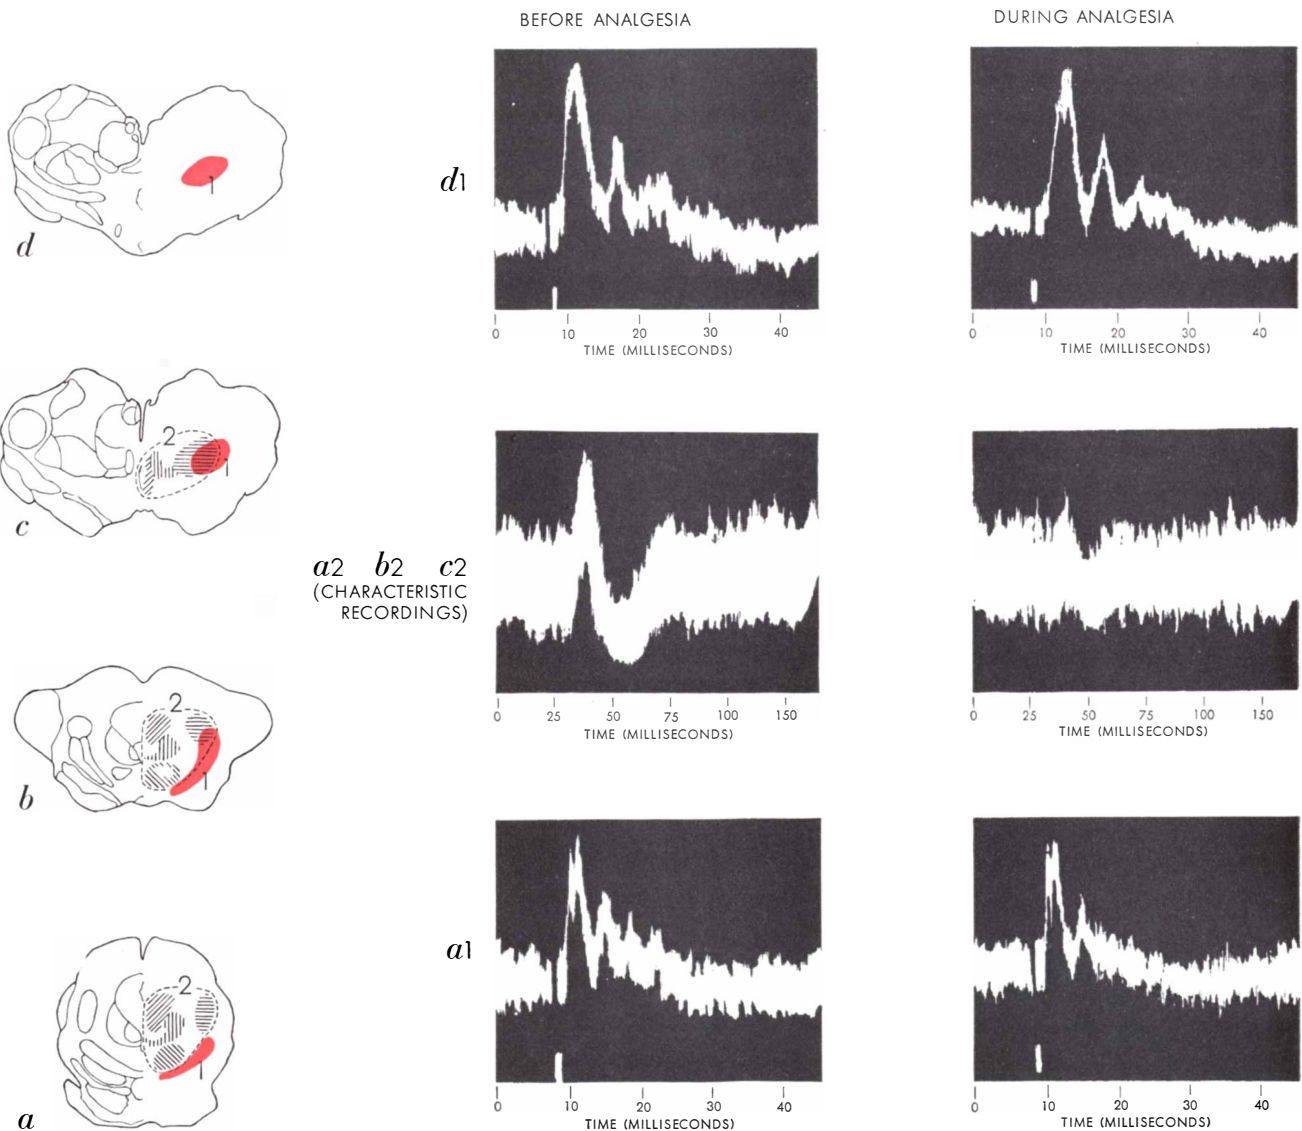 BEFORE ANALGESIA
DURING ANALGESIA
d
1
d1
0 10 20 30 40
TIME (MILLISECONDS)
0 10 20 30 40
TIME (MILLISECONDS)
c
2
1
a2 b2 c2
(CHARACTERISTIC
RECORDINGS)
0 25 50 75 100 150
TIME (MILLISECONDS)
0 25 50 75 100 150
TIME (MILLISECONDS)
b
2
1
a1
0 10 20 30 40
TIME (MILLISECONDS)
0 10 20 30 40
TIME (MILLISECONDS)
a
2
1